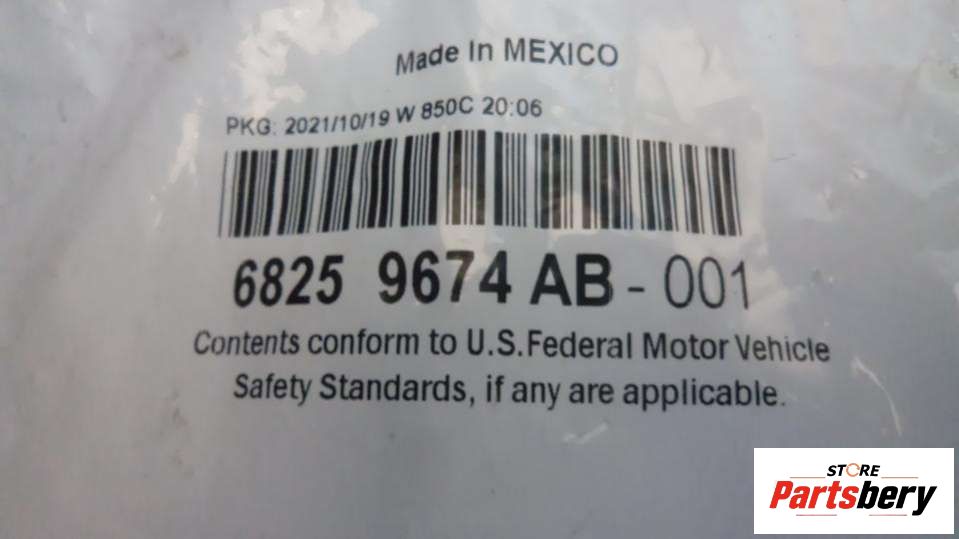 Made In MEXICO
PKG: 2021/10/19 W 850C 20:06
6825 9674 AB - 001
Contents conform to U.S.Federal Motor Vehicle
Safety Standards, if any are applicable.
STORE
Partsbery